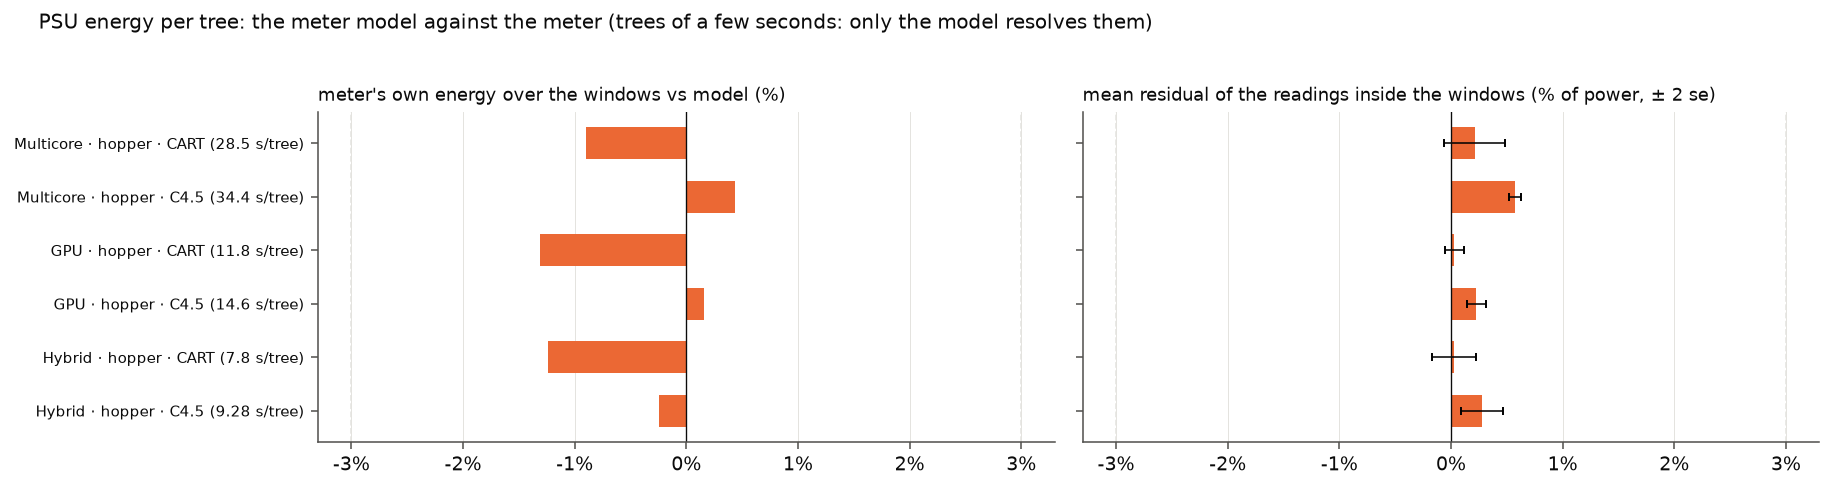 PSU energy per tree: the meter model against the meter (trees of a few seconds: only the model resolves them)
meter's own energy over the windows vs model (%)
Multicore · hopper · CART (28.5 s/tree)
Multicore · hopper · C4.5 (34.4 s/tree)
GPU · hopper · CART (11.8 s/tree)
GPU · hopper · C4.5 (14.6 s/tree)
Hybrid · hopper · CART (7.8 s/tree)
Hybrid · hopper · C4.5 (9.28 s/tree)
-3% -2% -1% 0% 1% 2% 3%
mean residual of the readings inside the windows (% of power, ± 2 se)
-3% -2% -1% 0% 1% 2% 3%